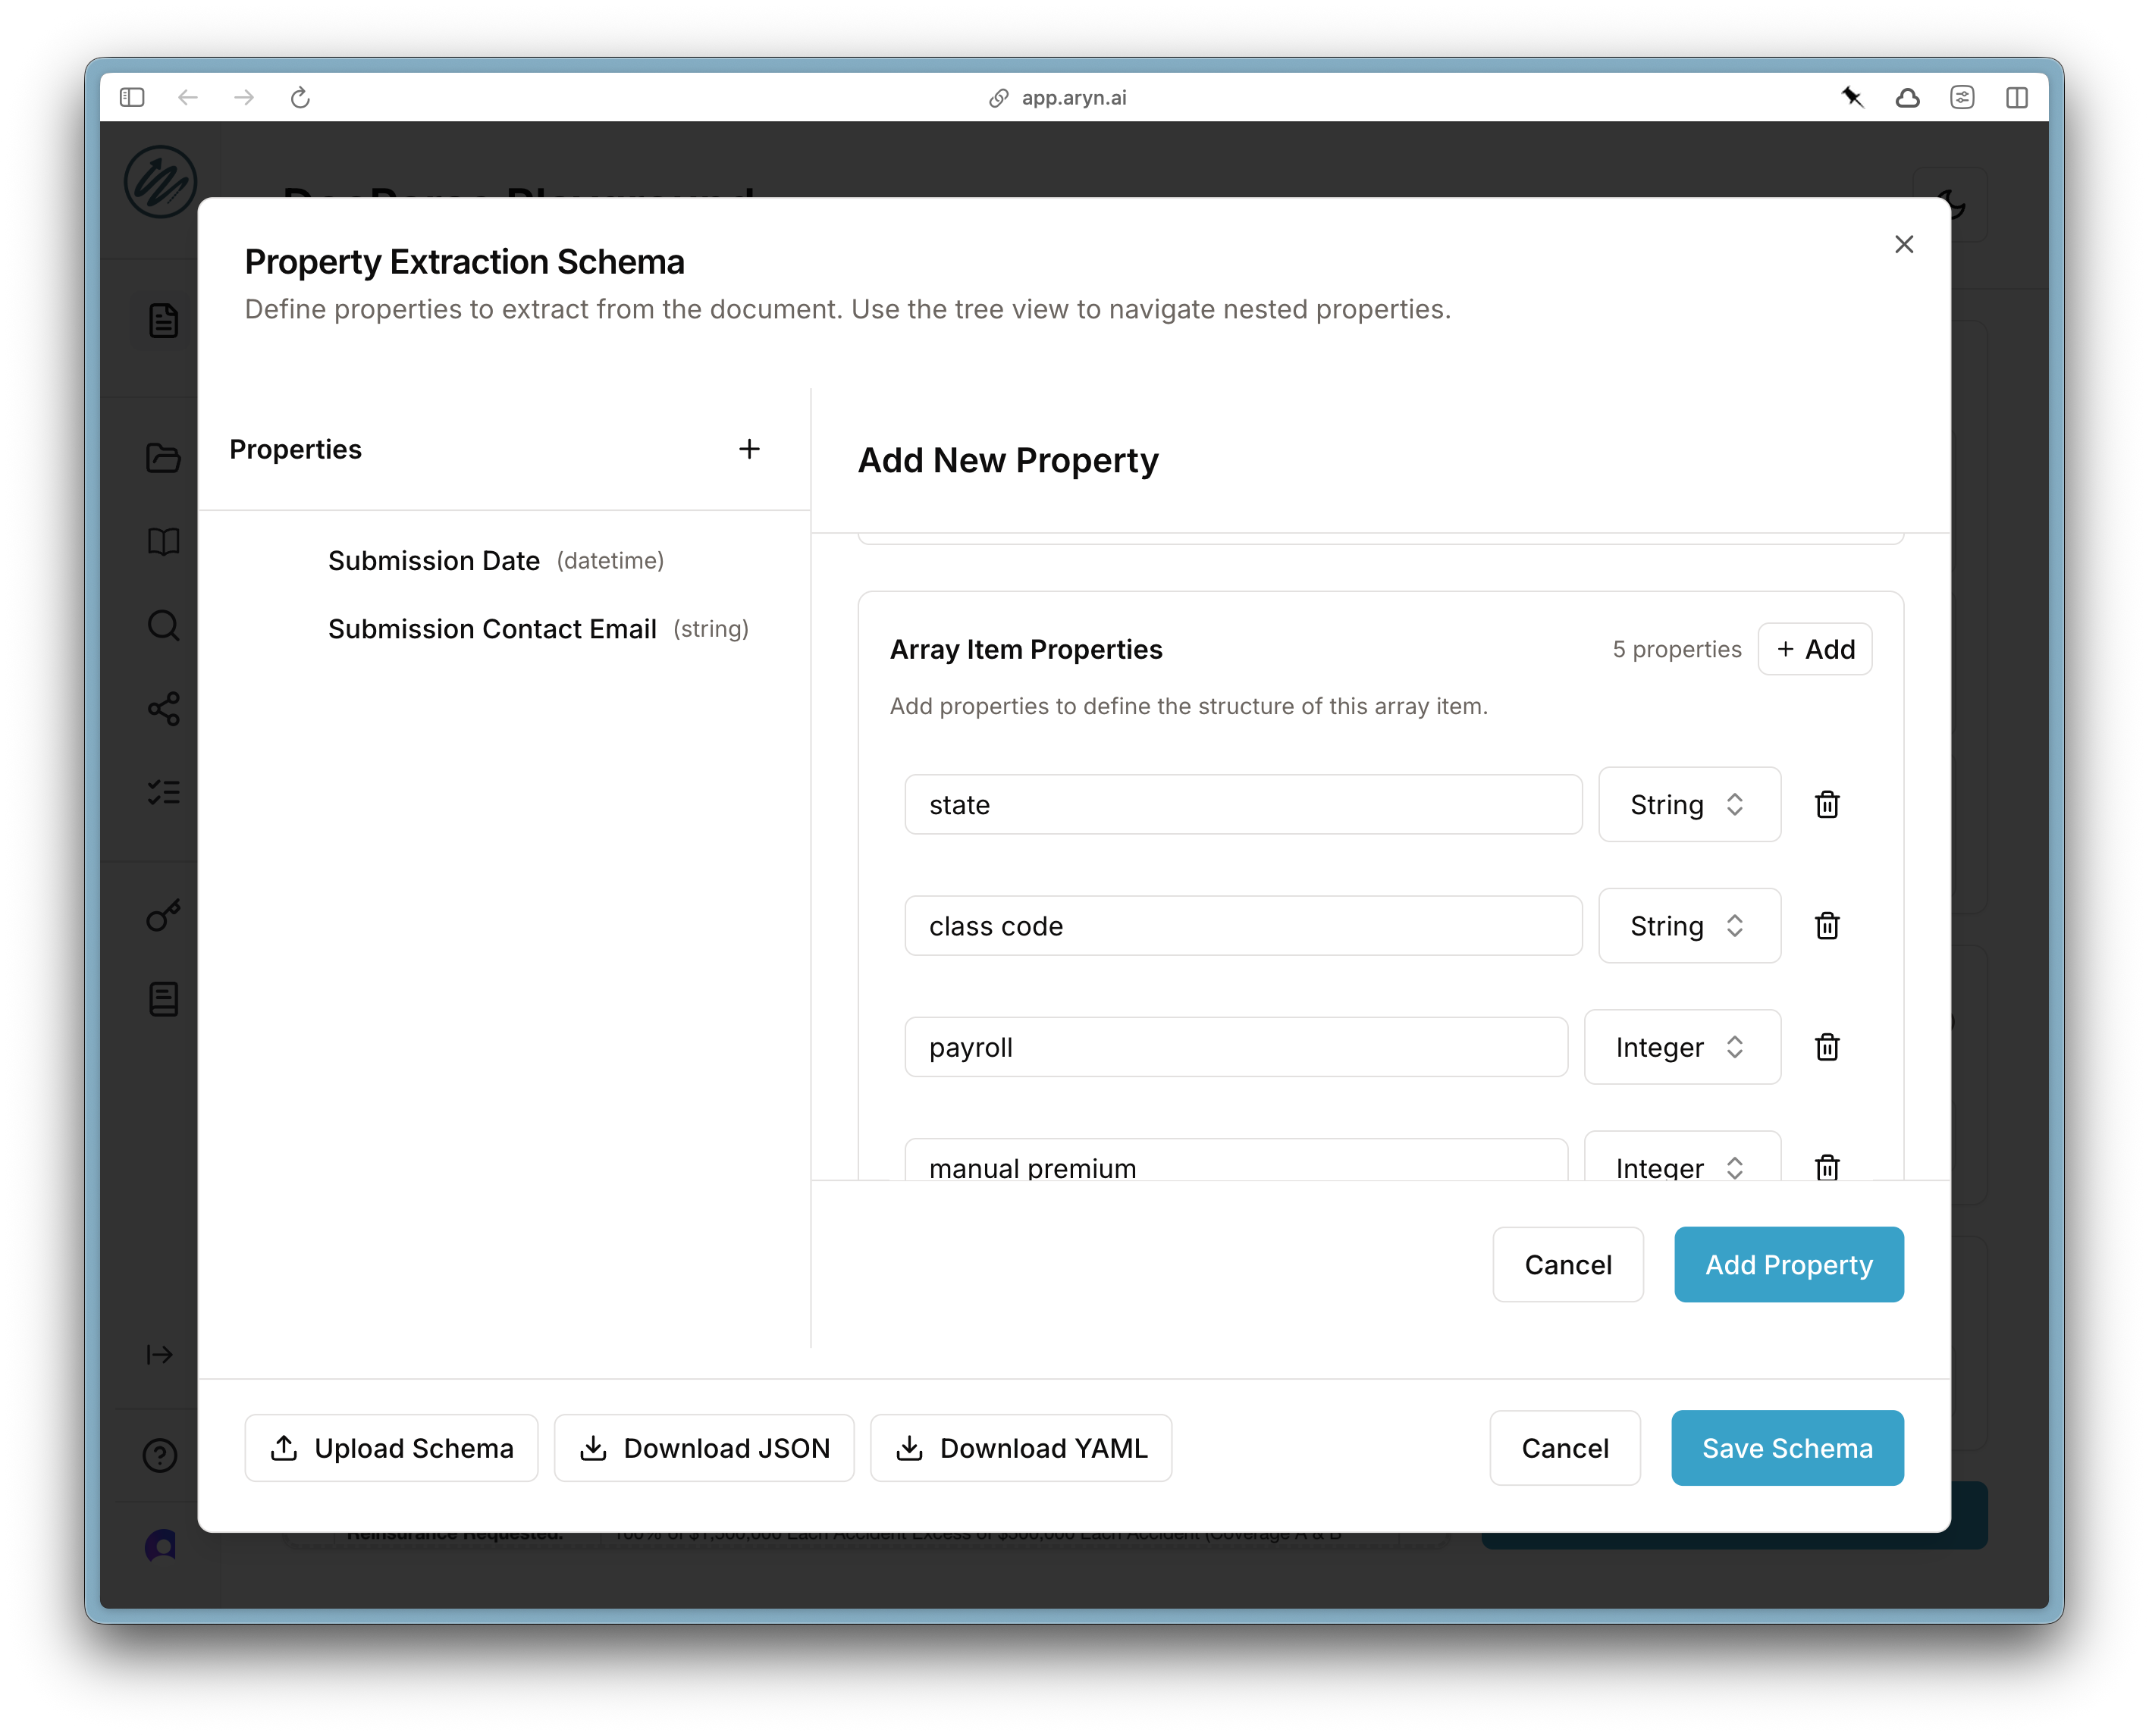 app.aryn.ai
Property Extraction Schema
Define properties to extract from the document. Use the tree view to navigate nested properties.
Properties
Submission Date (datetime)
Submission Contact Email (string)
Add New Property
Array Item Properties
5 properties
+ Add
Add properties to define the structure of this array item.
state
String
class code
String
payroll
Integer
manual premium
Integer
Cancel
Add Property
Upload Schema
Download JSON
Download YAML
Cancel
Save Schema